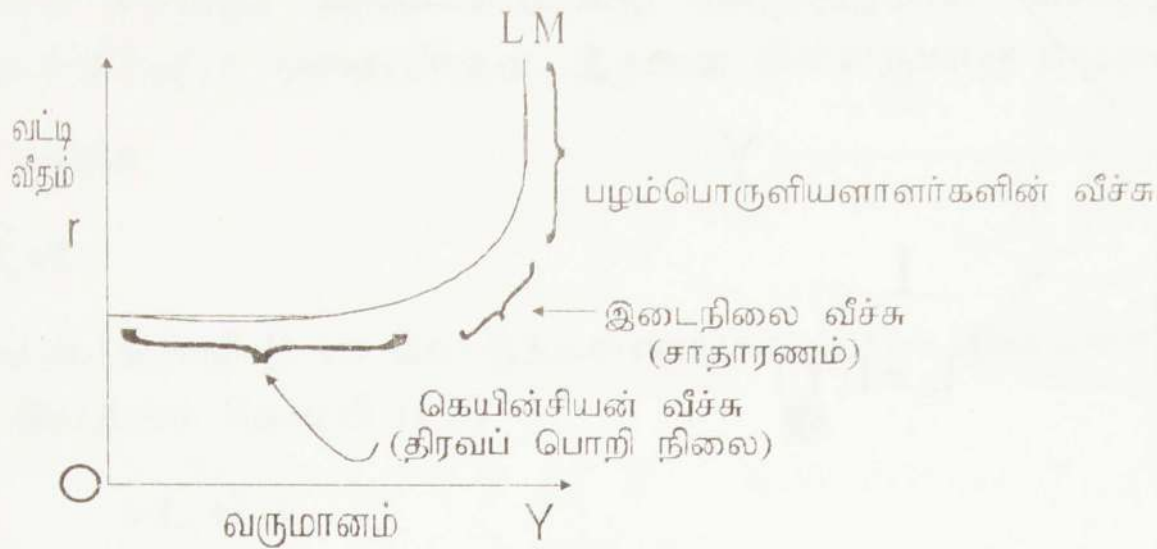 LM
வட்டி
வீதம்
r
பழம்பொருளியளாளர்களின் வீச்சு
இடைநிலை வீச்சு
(சாதாரணம்)
கெயின்சியன் வீச்சு
(திரவப் பொறி நிலை)
O
வருமானம் Y